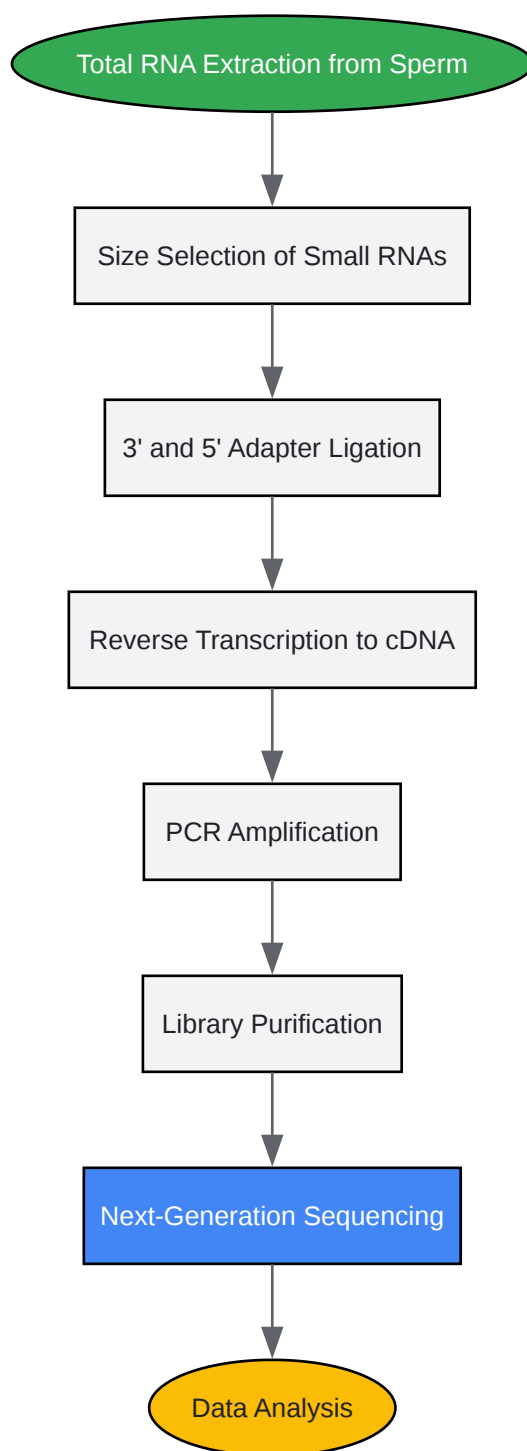 Total RNA Extraction from Sperm
Size Selection of Small RNAs
3' and 5' Adapter Ligation
Reverse Transcription to cDNA
PCR Amplification
Library Purification
Next-Generation Sequencing
Data Analysis